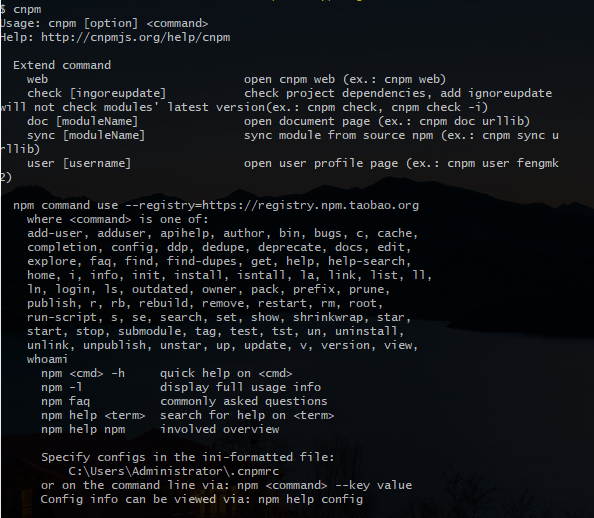 $ cnpm
Usage: cnpm [option] <command>
Help: http://cnpmjs.org/help/cnpm
Extend command
web open cnpm web (ex.: cnpm web)
check [ingoreupdate] check project dependencies, add ignoreupdate
will not check modules' latest version(ex.: cnpm check, cnpm check -i)
doc [moduleName] open document page (ex.: cnpm doc urllib)
sync [moduleName] sync module from source npm (ex.: cnpm sync u
rllib)
user [username] open user profile page (ex.: cnpm user fengmk
2)
npm command use --registry=https://registry.npm.taobao.org
where <command> is one of:
add-user, adduser, apihelp, author, bin, bugs, c, cache,
completion, config, ddp, dedupe, deprecate, docs, edit,
explore, faq, find, find-dupes, get, help, help-search,
home, i, info, init, install, isntall, la, link, list, ll,
ln, login, ls, outdated, owner, pack, prefix, prune,
publish, r, rb, rebuild, remove, restart, rm, root,
run-script, s, se, search, set, show, shrinkwrap, star,
start, stop, submodule, tag, test, tst, un, uninstall,
unlink, unpublish, unstar, up, update, v, version, view,
whoami
npm <cmd> -h quick help on <cmd>
npm -l display full usage info
npm faq commonly asked questions
npm help <term> search for help on <term>
npm help npm involved overview
Specify configs in the ini-formatted file:
C:\Users\Administrator\.cnpmrc
or on the command line via: npm <command> --key value
Config info can be viewed via: npm help config